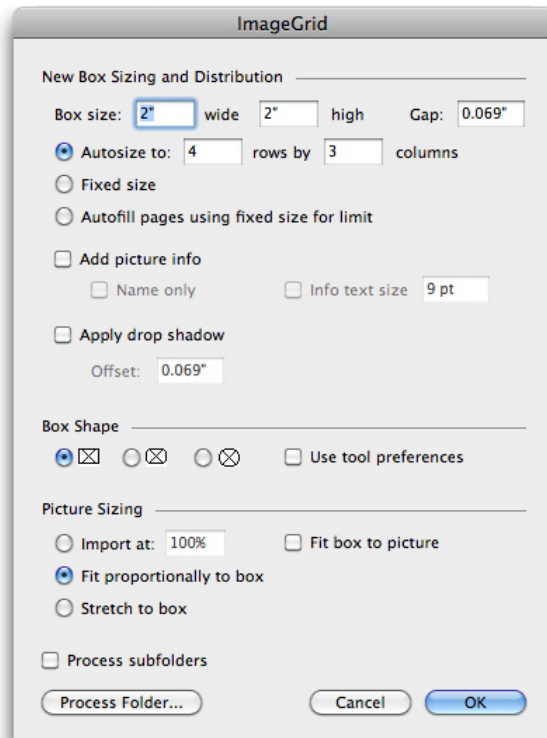 ImageGrid
New Box Sizing and Distribution
Box size: 2" wide 2" high Gap: 0.069"
Autosize to: 4 rows by 3 columns
Fixed size
Autofill pages using fixed size for limit
Add picture info
Name only Info text size 9 pt
Apply drop shadow
Offset: 0.069"
Box Shape
Use tool preferences
Picture Sizing
Import at: 100% Fit box to picture
Fit proportionally to box
Stretch to box
Process subfolders
Process Folder... Cancel OK